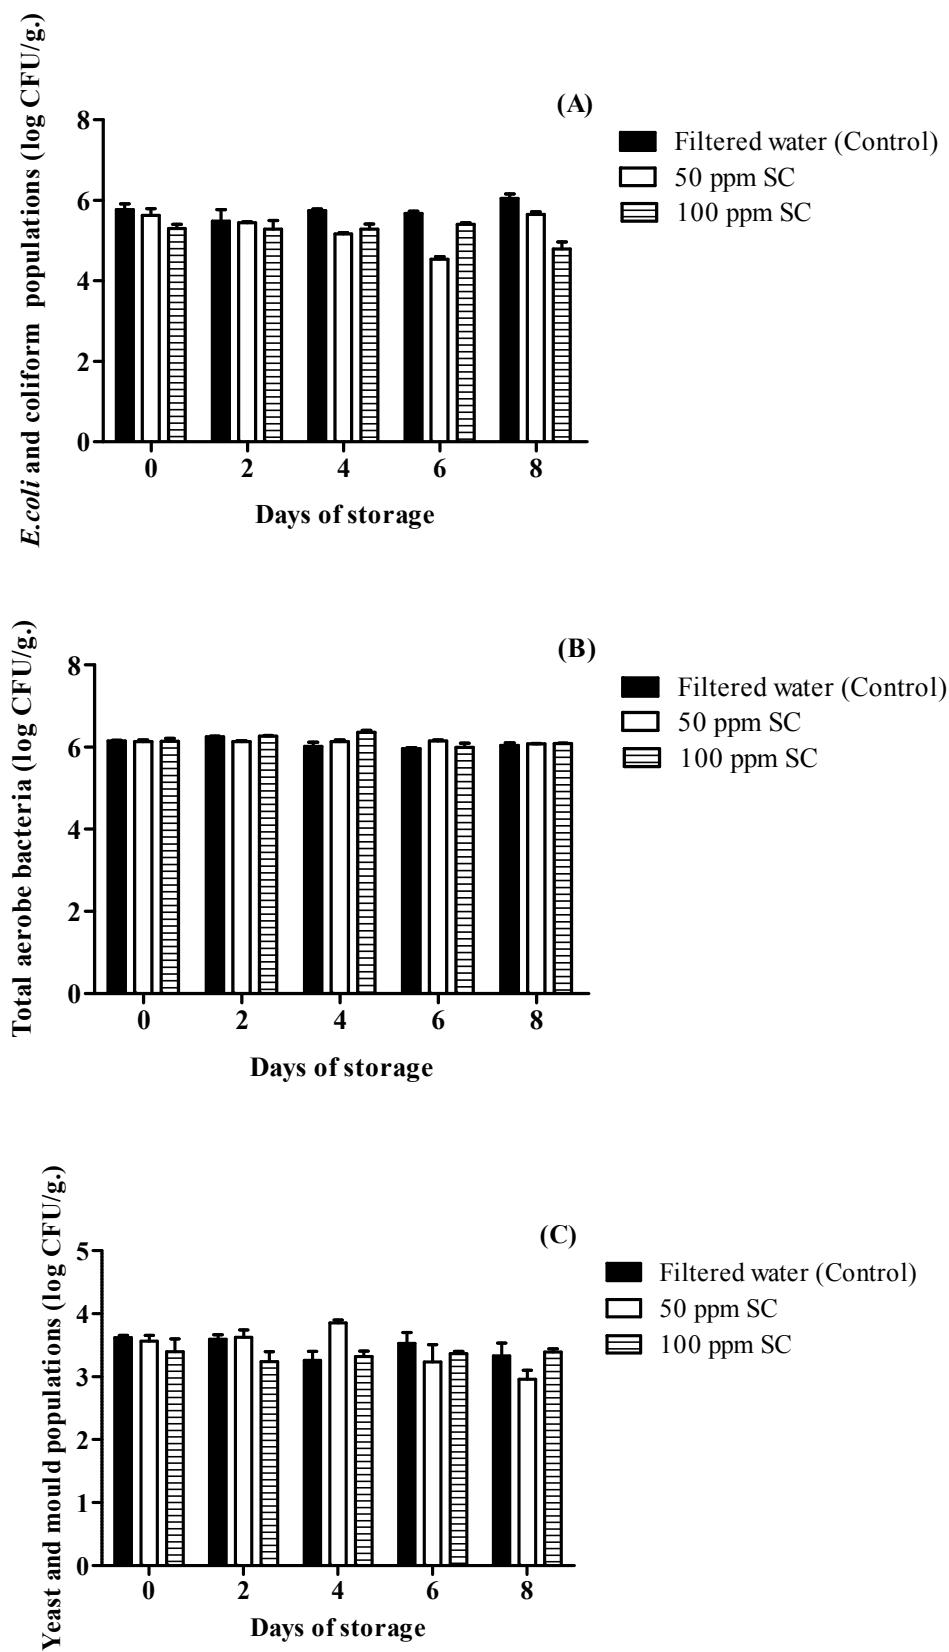 (A)
E.coli and coliform populations (log CFU/g.)
8
6
4
2
0
0 2 4 6 8
Days of storage
Filtered water (Control)
50 ppm SC
100 ppm SC
(B)
Total aerobe bacteria (log CFU/g.)
8
6
4
2
0
0 2 4 6 8
Days of storage
Filtered water (Control)
50 ppm SC
100 ppm SC
(C)
Yeast and mould populations (log CFU/g.)
5
4
3
2
1
0
0 2 4 6 8
Days of storage
Filtered water (Control)
50 ppm SC
100 ppm SC